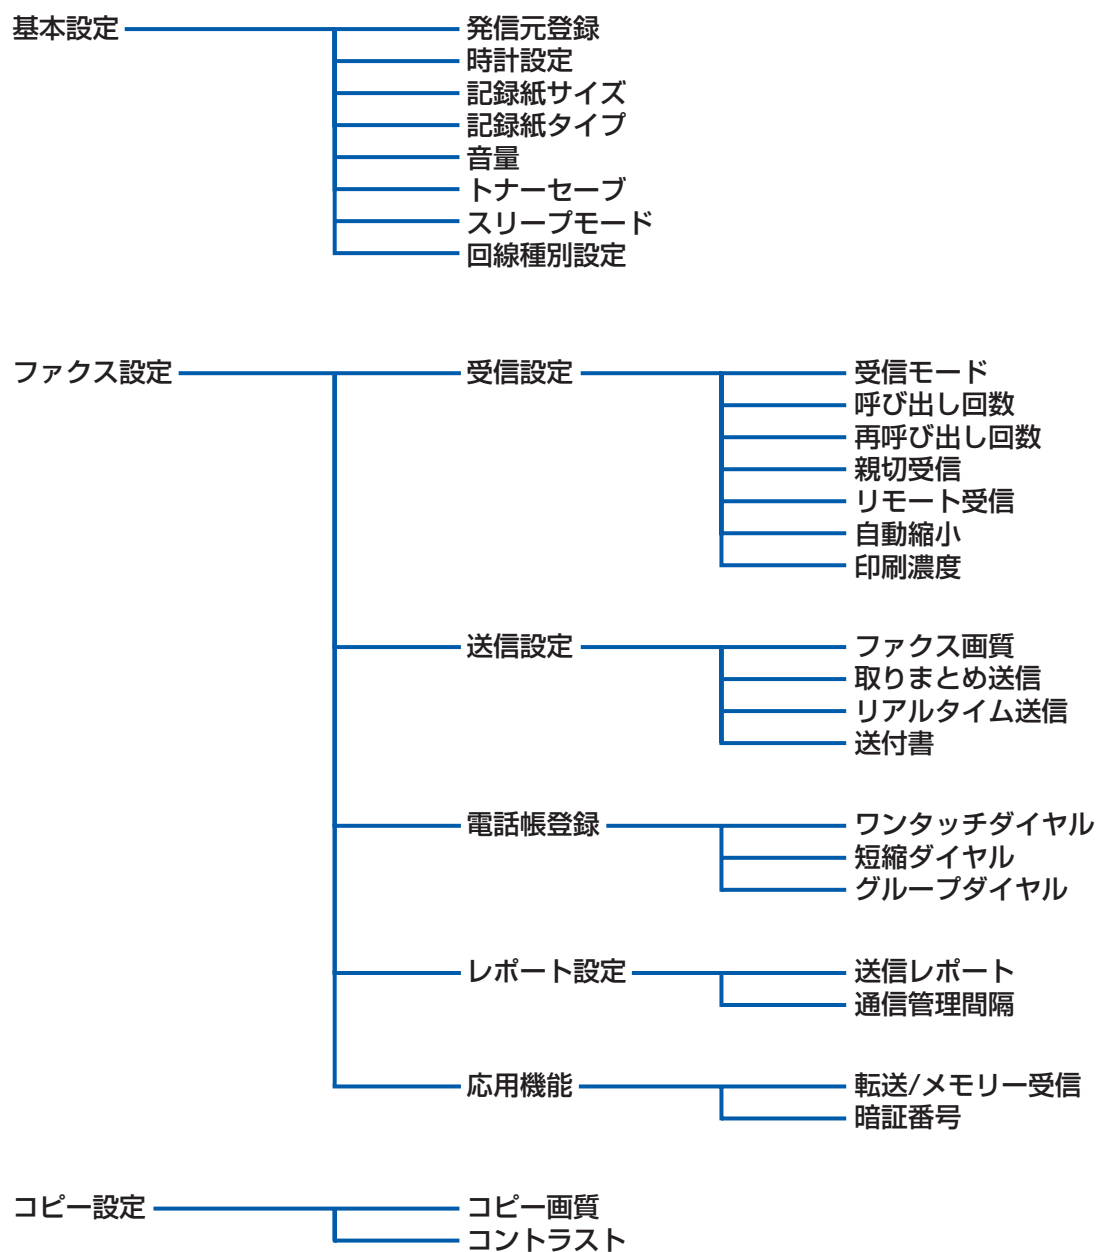 基本設定
発信元登録
時計設定
記録紙サイズ
記録紙タイプ
音量
トナーセーブ
スリープモード
回線種別設定
ファクス設定
受信設定
受信モード
呼び出し回数
再呼び出し回数
親切受信
リモート受信
自動縮小
印刷濃度
送信設定
ファクス画質
取りまとめ送信
リアルタイム送信
送付書
電話帳登録
ワンタッチダイヤル
短縮ダイヤル
グループダイヤル
レポート設定
送信レポート
通信管理間隔
応用機能
転送/メモリー受信
暗証番号
コピー設定
コピー画質
コントラスト